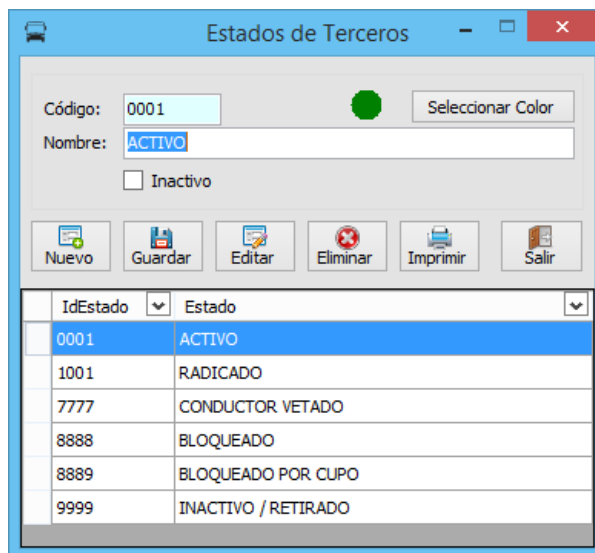 Estados de Terceros
Código: 0001 Seleccionar Color
Nombre: ACTIVO
Inactivo
Nuevo Guardar Editar Eliminar Imprimir Salir
IdEstado Estado
0001 ACTIVO
1001 RADICADO
7777 CONDUCTOR VETADO
8888 BLOQUEADO
8889 BLOQUEADO POR CUPO
9999 INACTIVO / RETIRADO